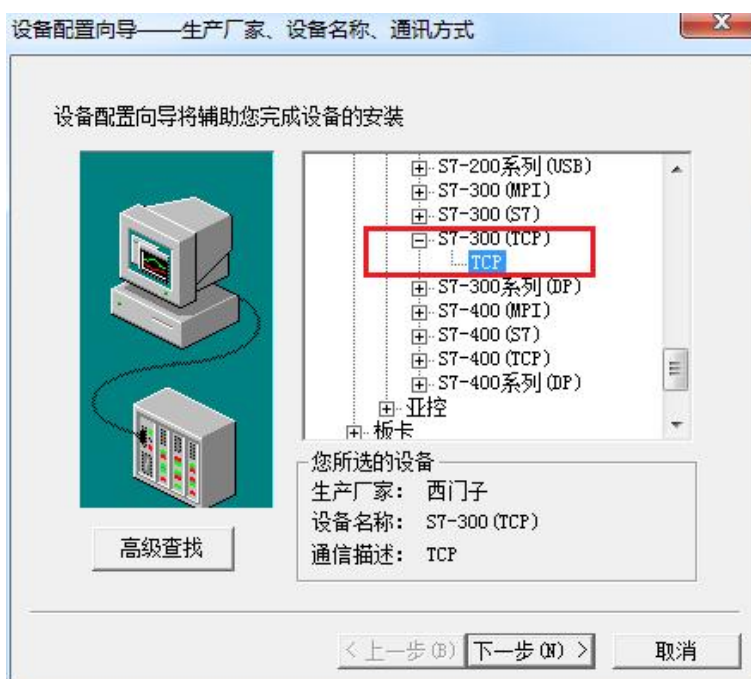 设备配置向导——生产厂家、设备名称、通讯方式
设备配置向导将辅助您完成设备的安装
S7-200系列(USB)
S7-300(MPI)
S7-300(S7)
S7-300(TCP)
TCP
S7-300系列(DP)
S7-400(MPI)
S7-400(S7)
S7-400(TCP)
S7-400系列(DP)
亚控
板卡
您所选的设备
生产厂家: 西门子
设备名称: S7-300(TCP)
通信描述: TCP
高级查找
<上一步(B) 下一步(N)> 取消